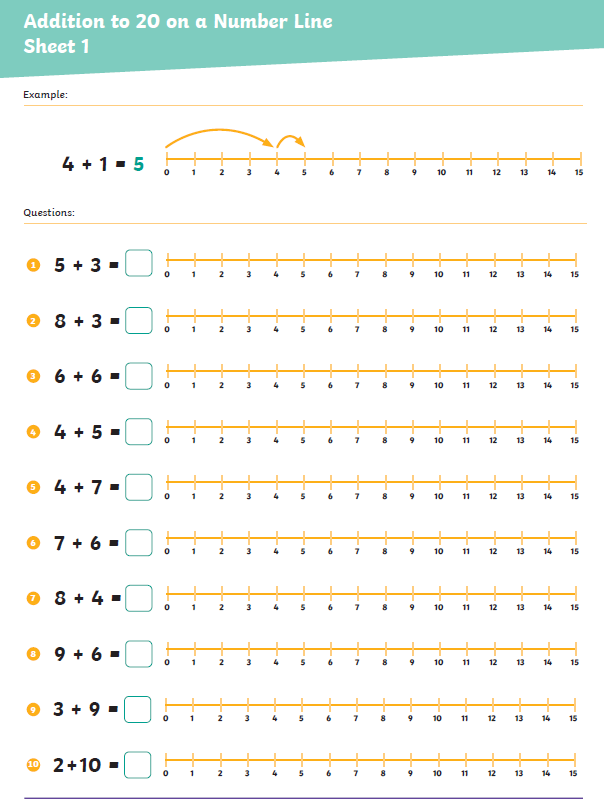 Addition to 20 on a Number Line
Sheet 1
Example:
4 + 1 = 5
0 1 2 3 4 5 6 7 8 9 10 11 12 13 14 15
Questions:
1 5 + 3 =
0 1 2 3 4 5 6 7 8 9 10 11 12 13 14 15
2 8 + 3 =
0 1 2 3 4 5 6 7 8 9 10 11 12 13 14 15
3 6 + 6 =
0 1 2 3 4 5 6 7 8 9 10 11 12 13 14 15
4 4 + 5 =
0 1 2 3 4 5 6 7 8 9 10 11 12 13 14 15
5 4 + 7 =
0 1 2 3 4 5 6 7 8 9 10 11 12 13 14 15
6 7 + 6 =
0 1 2 3 4 5 6 7 8 9 10 11 12 13 14 15
7 8 + 4 =
0 1 2 3 4 5 6 7 8 9 10 11 12 13 14 15
8 9 + 6 =
0 1 2 3 4 5 6 7 8 9 10 11 12 13 14 15
9 3 + 9 =
0 1 2 3 4 5 6 7 8 9 10 11 12 13 14 15
10 2+10 =
0 1 2 3 4 5 6 7 8 9 10 11 12 13 14 15